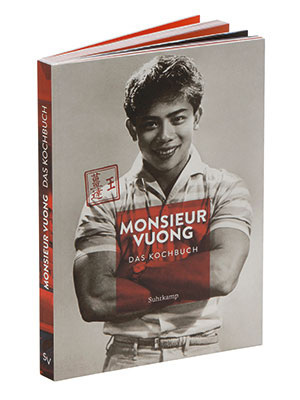 MONSIEUR VUONG DAS KOCHBUCH
SV
MONSIEUR
VUONG
DAS KOCHBUCH
Suhrkamp